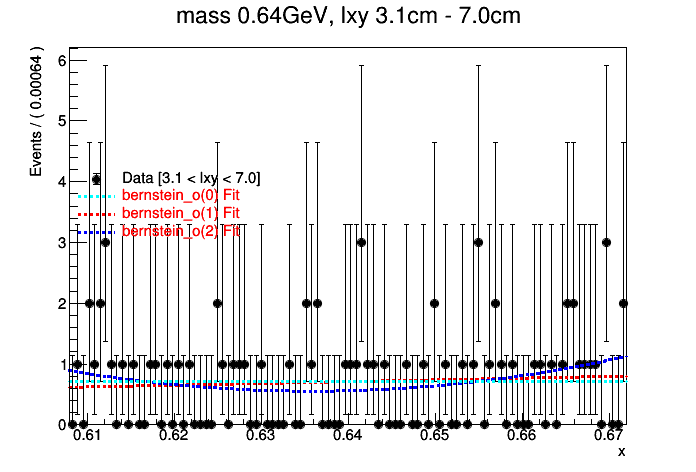 mass 0.64GeV, lxy 3.1cm - 7.0cm
Events / ( 0.00064 )
6
5
4
3
2
1
0
Data [3.1 < lxy < 7.0]
bernstein_o(0) Fit
bernstein_o(1) Fit
bernstein_o(2) Fit
0.61 0.62 0.63 0.64 0.65 0.66 0.67
x